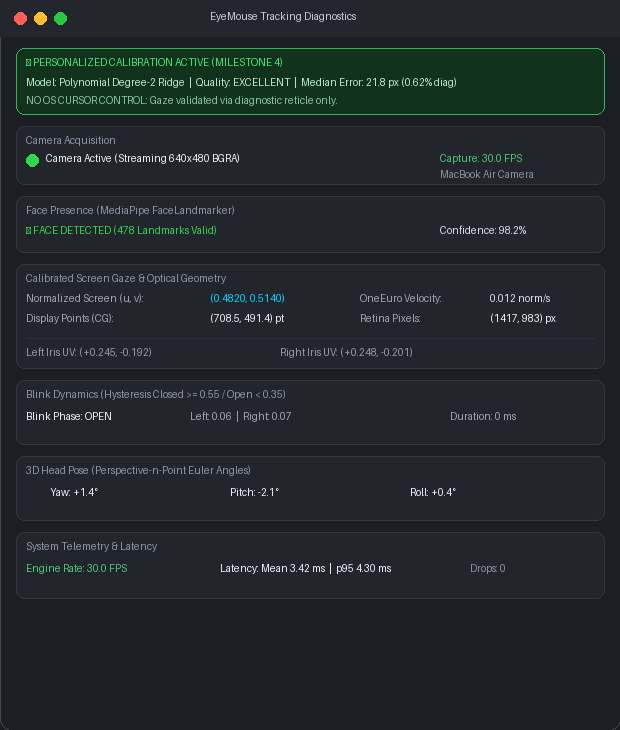 EyeMouse Tracking Diagnostics
PERSONALIZED CALIBRATION ACTIVE (MILESTONE 4)
Model: Polynomial Degree-2 Ridge | Quality: EXCELLENT | Median Error: 21.8 px (0.62% diag)
NO OS CURSOR CONTROL: Gaze validated via diagnostic reticle only.
Camera Acquisition
Camera Active (Streaming 640x480 BGRA) Capture: 30.0 FPS
MacBook Air Camera
Face Presence (MediaPipe FaceLandmarker)
FACE DETECTED (478 Landmarks Valid) Confidence: 98.2%
Calibrated Screen Gaze & Optical Geometry
Normalized Screen (u, v): (0.4820, 0.5140) OneEuro Velocity: 0.012 norm/s
Display Points (CG): (708.5, 491.4) pt Retina Pixels: (1417, 983) px
Left Iris UV: (+0.245, -0.192) Right Iris UV: (+0.248, -0.201)
Blink Dynamics (Hysteresis Closed >= 0.55 / Open < 0.35)
Blink Phase: OPEN Left: 0.06 | Right: 0.07 Duration: 0 ms
3D Head Pose (Perspective-n-Point Euler Angles)
Yaw: +1.4° Pitch: -2.1° Roll: +0.4°
System Telemetry & Latency
Engine Rate: 30.0 FPS Latency: Mean 3.42 ms | p95 4.30 ms Drops: 0